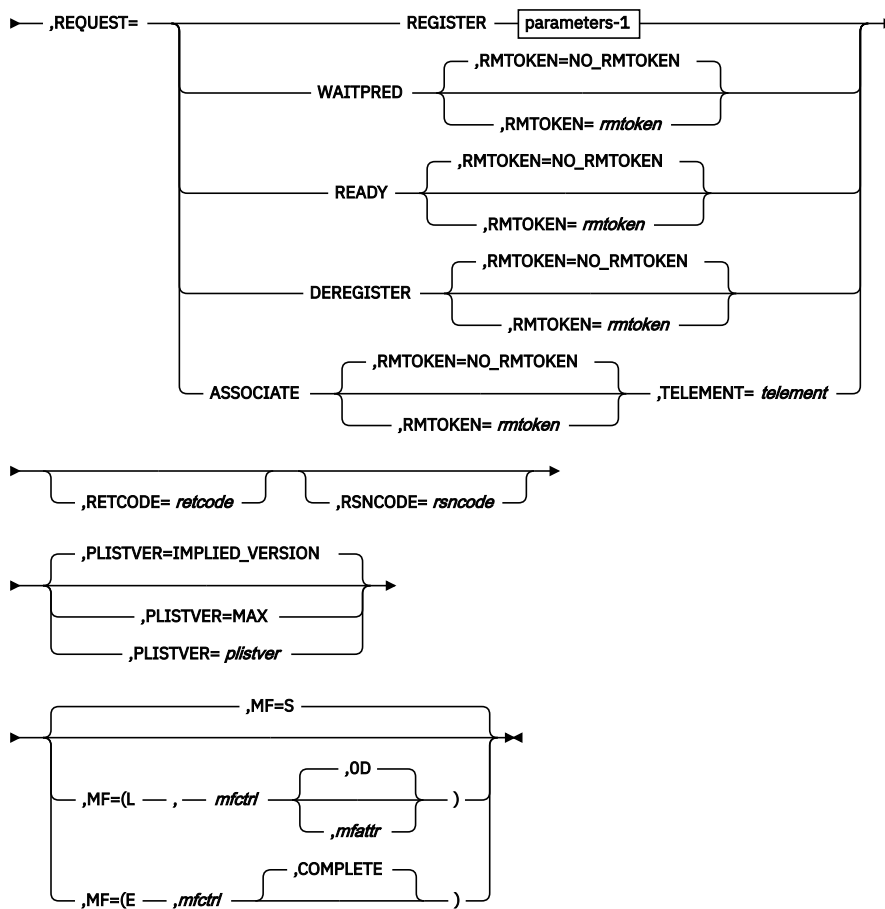 ,REQUEST= REGISTER parameters-1
,RMTOKEN=NO_RMTOKEN
WAITPRED
,RMTOKEN= rmtoken
,RMTOKEN=NO_RMTOKEN
READY
,RMTOKEN= rmtoken
,RMTOKEN=NO_RMTOKEN
DEREGISTER
,RMTOKEN= rmtoken
,RMTOKEN=NO_RMTOKEN
ASSOCIATE ,TELEMENT= telement
,RMTOKEN= rmtoken
,RETCODE= retcode ,RSNCODE= rsncode
,PLISTVER=IMPLIED_VERSION
,PLISTVER=MAX
,PLISTVER= plistver
,MF=S
,0D
,MF=(L , mfctrl )
,mfattr
,COMPLETE
,MF=(E ,mfctrl )